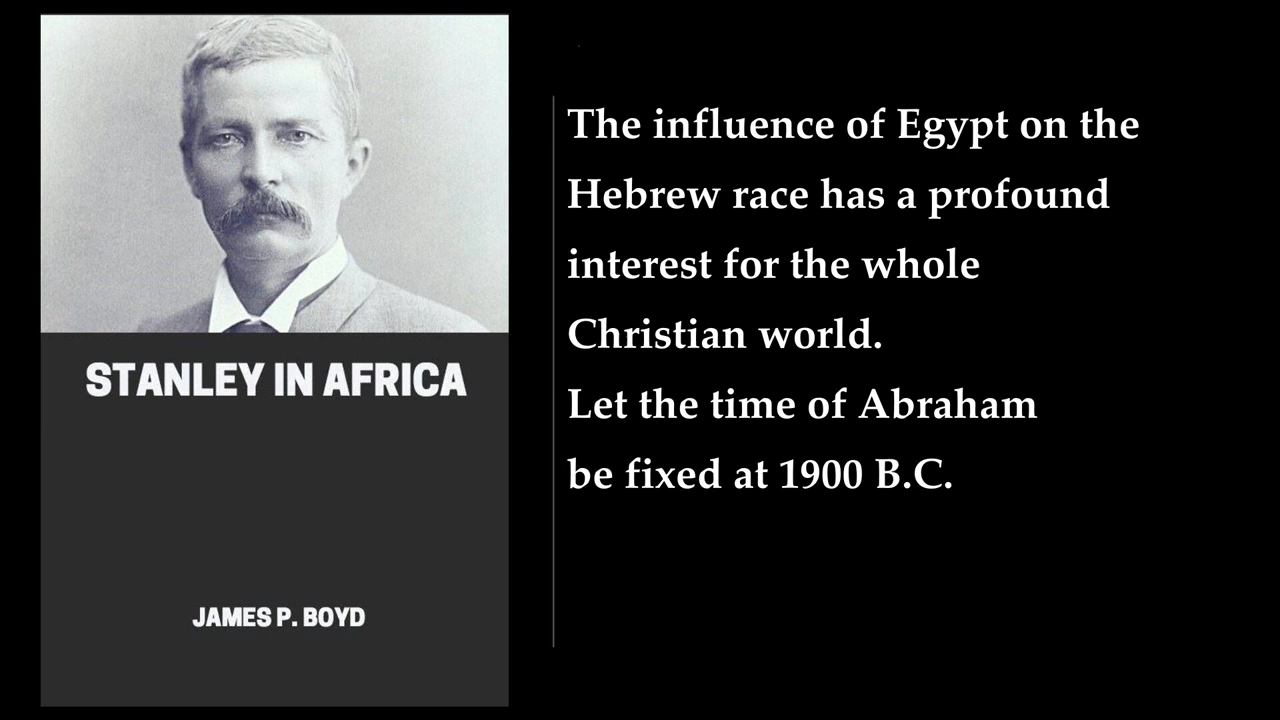 STANLEY IN AFRICA
JAMES P. BOYD
The influence of Egypt on the
Hebrew race has a profound
interest for the whole
Christian world.
Let the time of Abraham
be fixed at 1900 B.C.